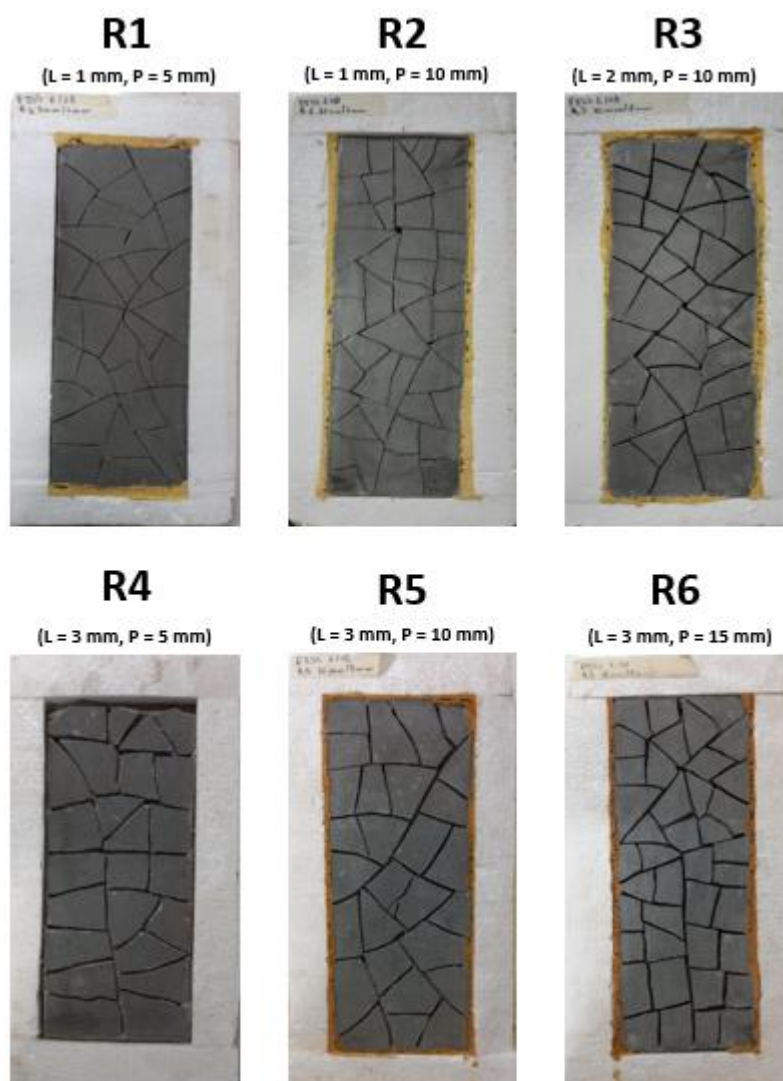 R1
(L = 1 mm, P = 5 mm)
R2
(L = 1 mm, P = 10 mm)
R3
(L = 2 mm, P = 10 mm)
R4
(L = 3 mm, P = 5 mm)
R5
(L = 3 mm, P = 10 mm)
R6
(L = 3 mm, P = 15 mm)